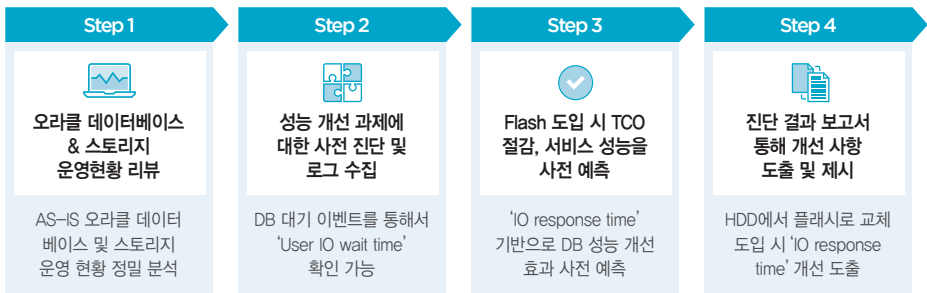 Step 1
오라클 데이터베이스
& 스토리지
운영현황 리뷰
AS-IS 오라클 데이터
베이스 및 스토리지
운영 현황 정밀 분석
Step 2
성능 개선 과제에
대한 사전 진단 및
로그 수집
DB 대기 이벤트를 통해서
‘User IO wait time’
확인 가능
Step 3
Flash 도입 시 TCO
절감, 서비스 성능을
사전 예측
‘IO response time’
기반으로 DB 성능 개선
효과 사전 예측
Step 4
진단 결과 보고서
통해 개선 사항
도출 및 제시
HDD에서 플래시로 교체
도입 시 ‘IO response
time’ 개선 도출